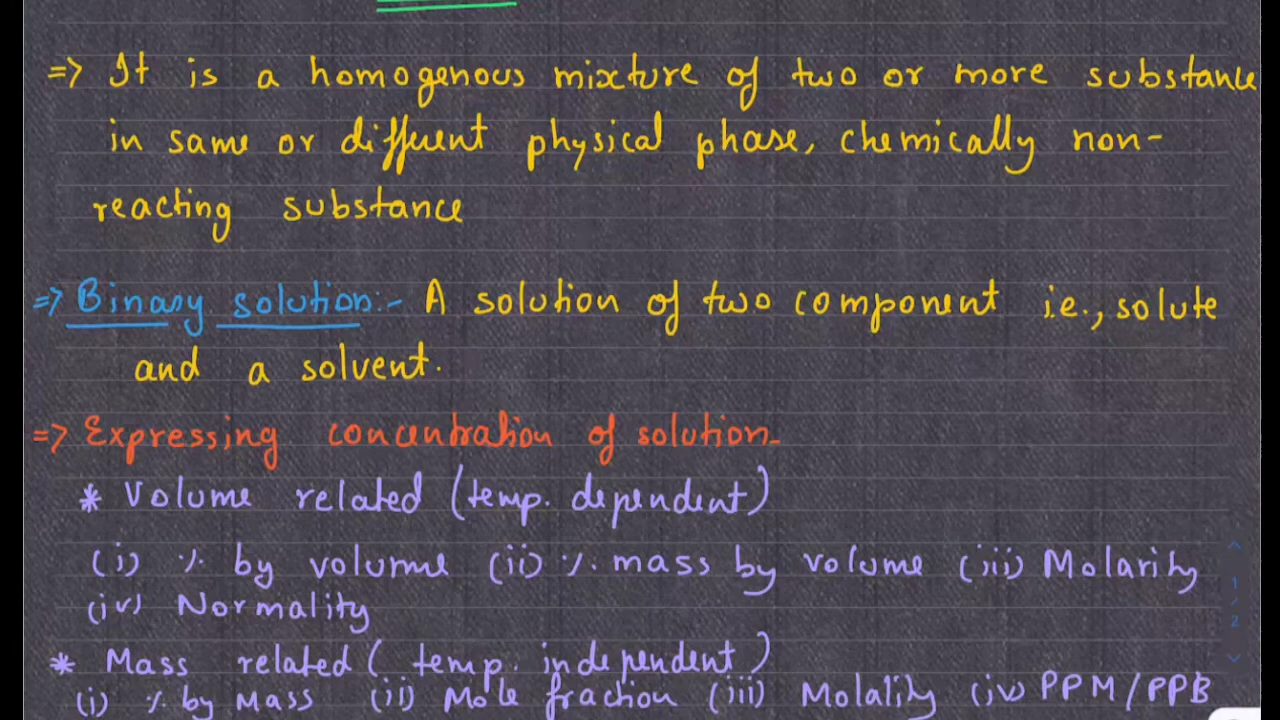 => It is a homogenous mixture of two or more substance
in same or different physical phase, chemically non-
reacting substance
=> Binary solution:- A solution of two component i.e., solute
and a solvent.
=> Expressing concentration of solution-
* Volume related (temp. dependent)
(i) % by volume (ii) % mass by volume (iii) Molarity
(iv) Normality
* Mass related ( temp. independent)
(i) % by Mass (ii) Mole fraction (iii) Molality (iv) PPM/PPB
1
/
2